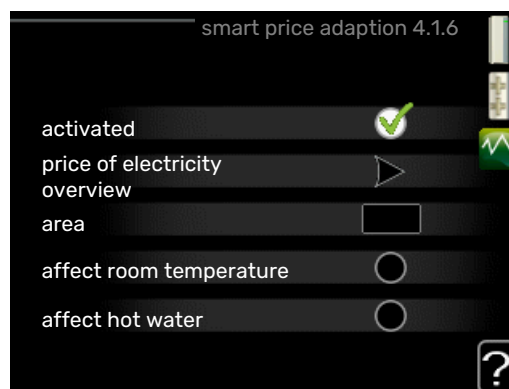 smart price adaption 4.1.6
activated
price of electricity
overview
area
affect room temperature
affect hot water
?